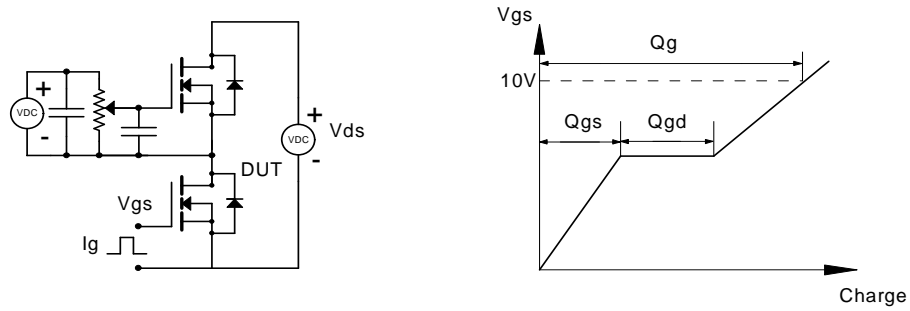 +
VDC
-
+
VDC
-
Vds
DUT
Vgs
Ig
Vgs
10V
Qg
Qgs
Qgd
Charge